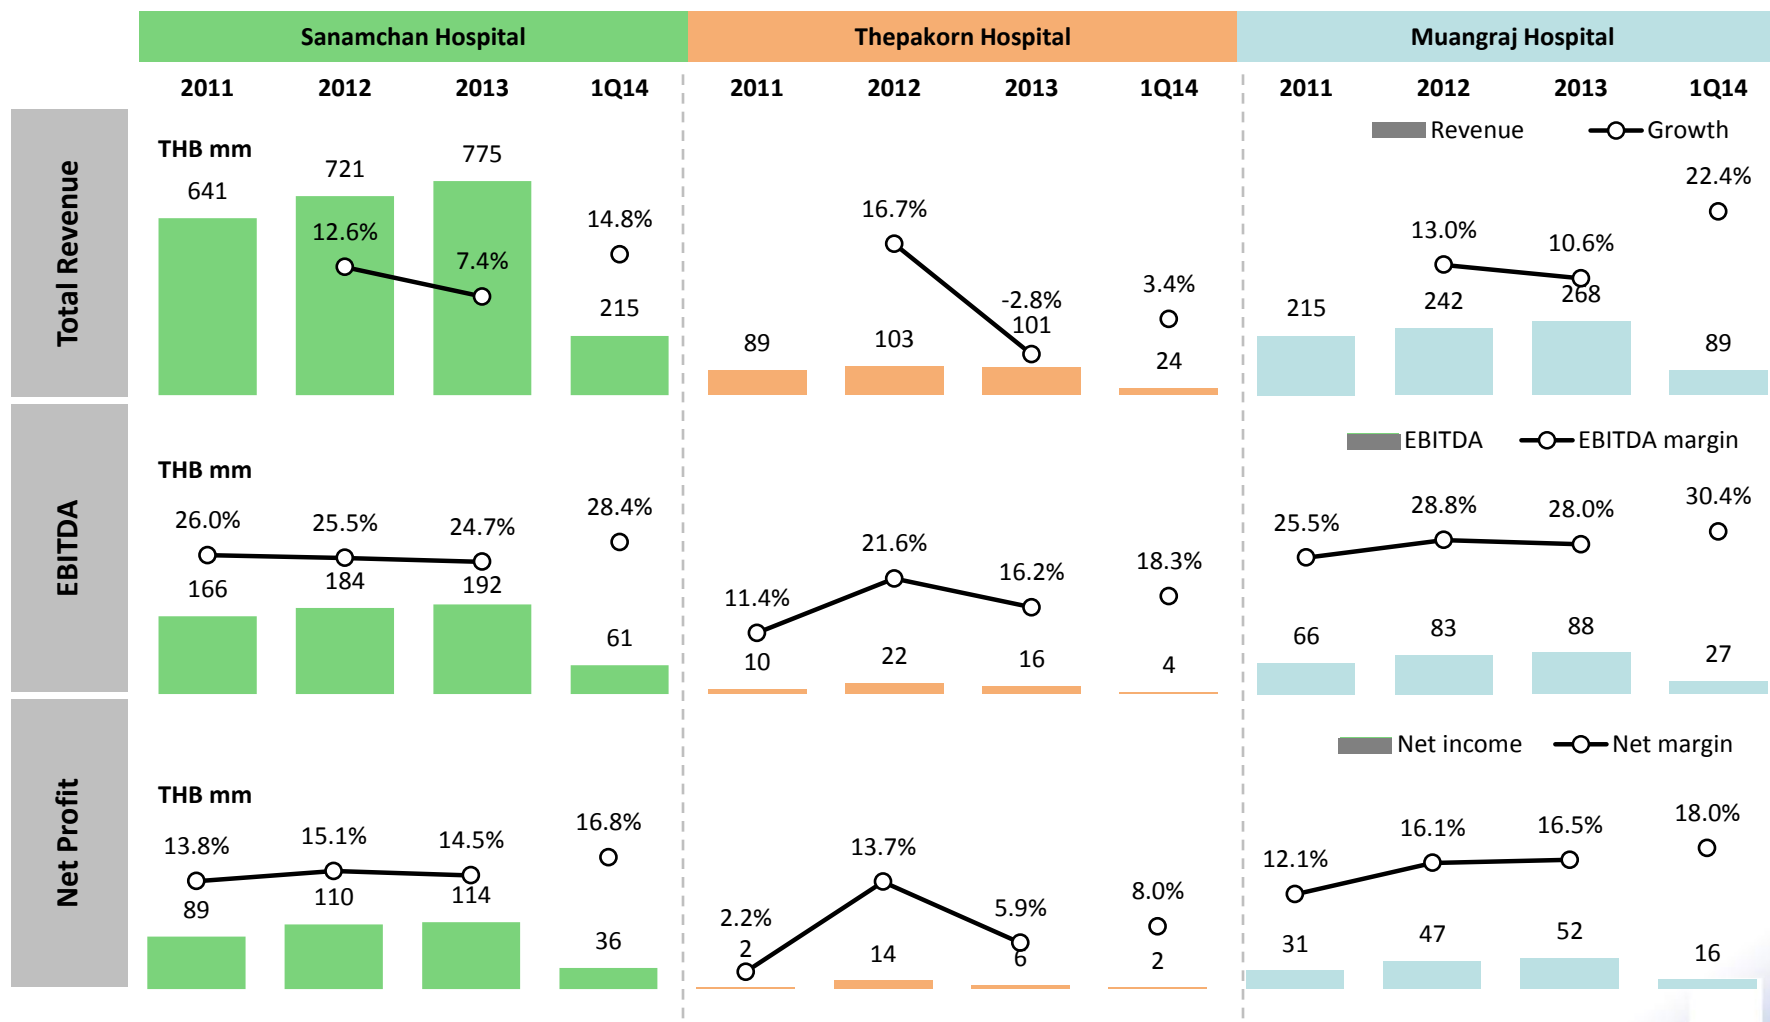 Sanamchan Hospital
Thepakorn Hospital
Muangraj Hospital
2011 2012 2013 1Q14
2011 2012 2013 1Q14
2011 2012 2013 1Q14
Total Revenue
THB mm
641 721 775 215
12.6% 7.4% 14.8%
89 103 101 24
16.7% -2.8% 3.4%
Revenue Growth
215 242 268 89
13.0% 10.6% 22.4%
EBITDA
THB mm
26.0% 25.5% 24.7% 28.4%
166 184 192 61
11.4% 21.6% 16.2% 18.3%
10 22 16 4
EBITDA EBITDA margin
25.5% 28.8% 28.0% 30.4%
66 83 88 27
Net Profit
THB mm
13.8% 15.1% 14.5% 16.8%
89 110 114 36
2.2% 13.7% 5.9% 8.0%
2 14 6 2
Net income Net margin
12.1% 16.1% 16.5% 18.0%
31 47 52 16